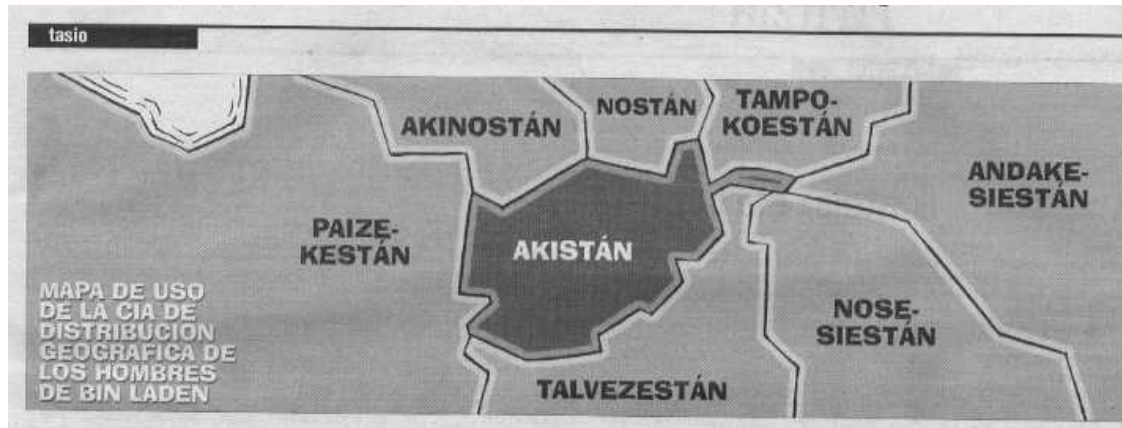 tasio
AKINOSTÁN
NOSTÁN
TAMPO-
KOESTÁN
ANDAKE-
SIESTÁN
PAIZE-
KESTÁN
AKISTÁN
NOSE-
SIESTÁN
TALVEZESTÁN
MAPA DE USO
DE LA CIA DE
DISTRIBUCION
GEOGRAFICA DE
LOS HOMBRES
DE BIN LADEN